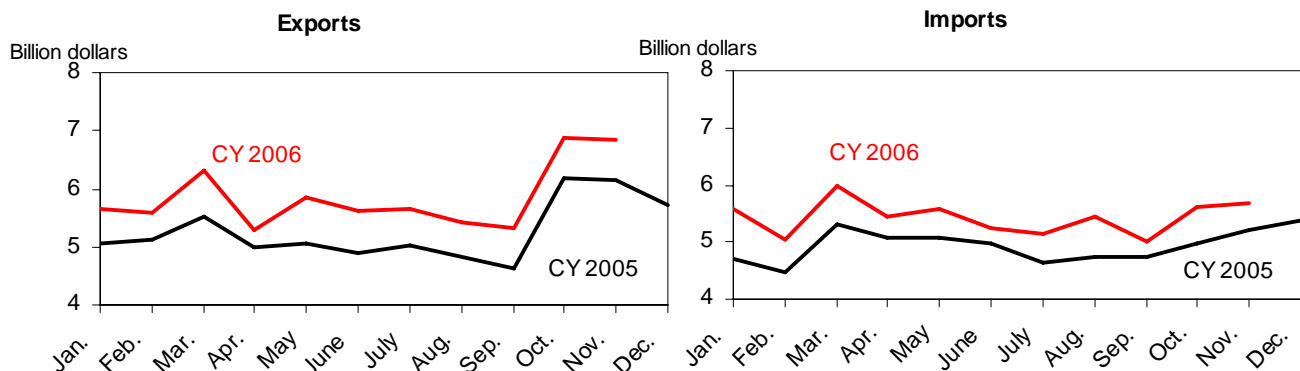 Exports
Billion dollars
8
7
6
5
4
CY 2006
CY 2005
Jan. Feb. Mar. Apr. May June July Aug. Sep. Oct. Nov. Dec.
Imports
Billion dollars
8
7
6
5
4
CY 2006
CY 2005
Jan. Feb. Mar. Apr. May June July Aug. Sep. Oct. Nov. Dec.